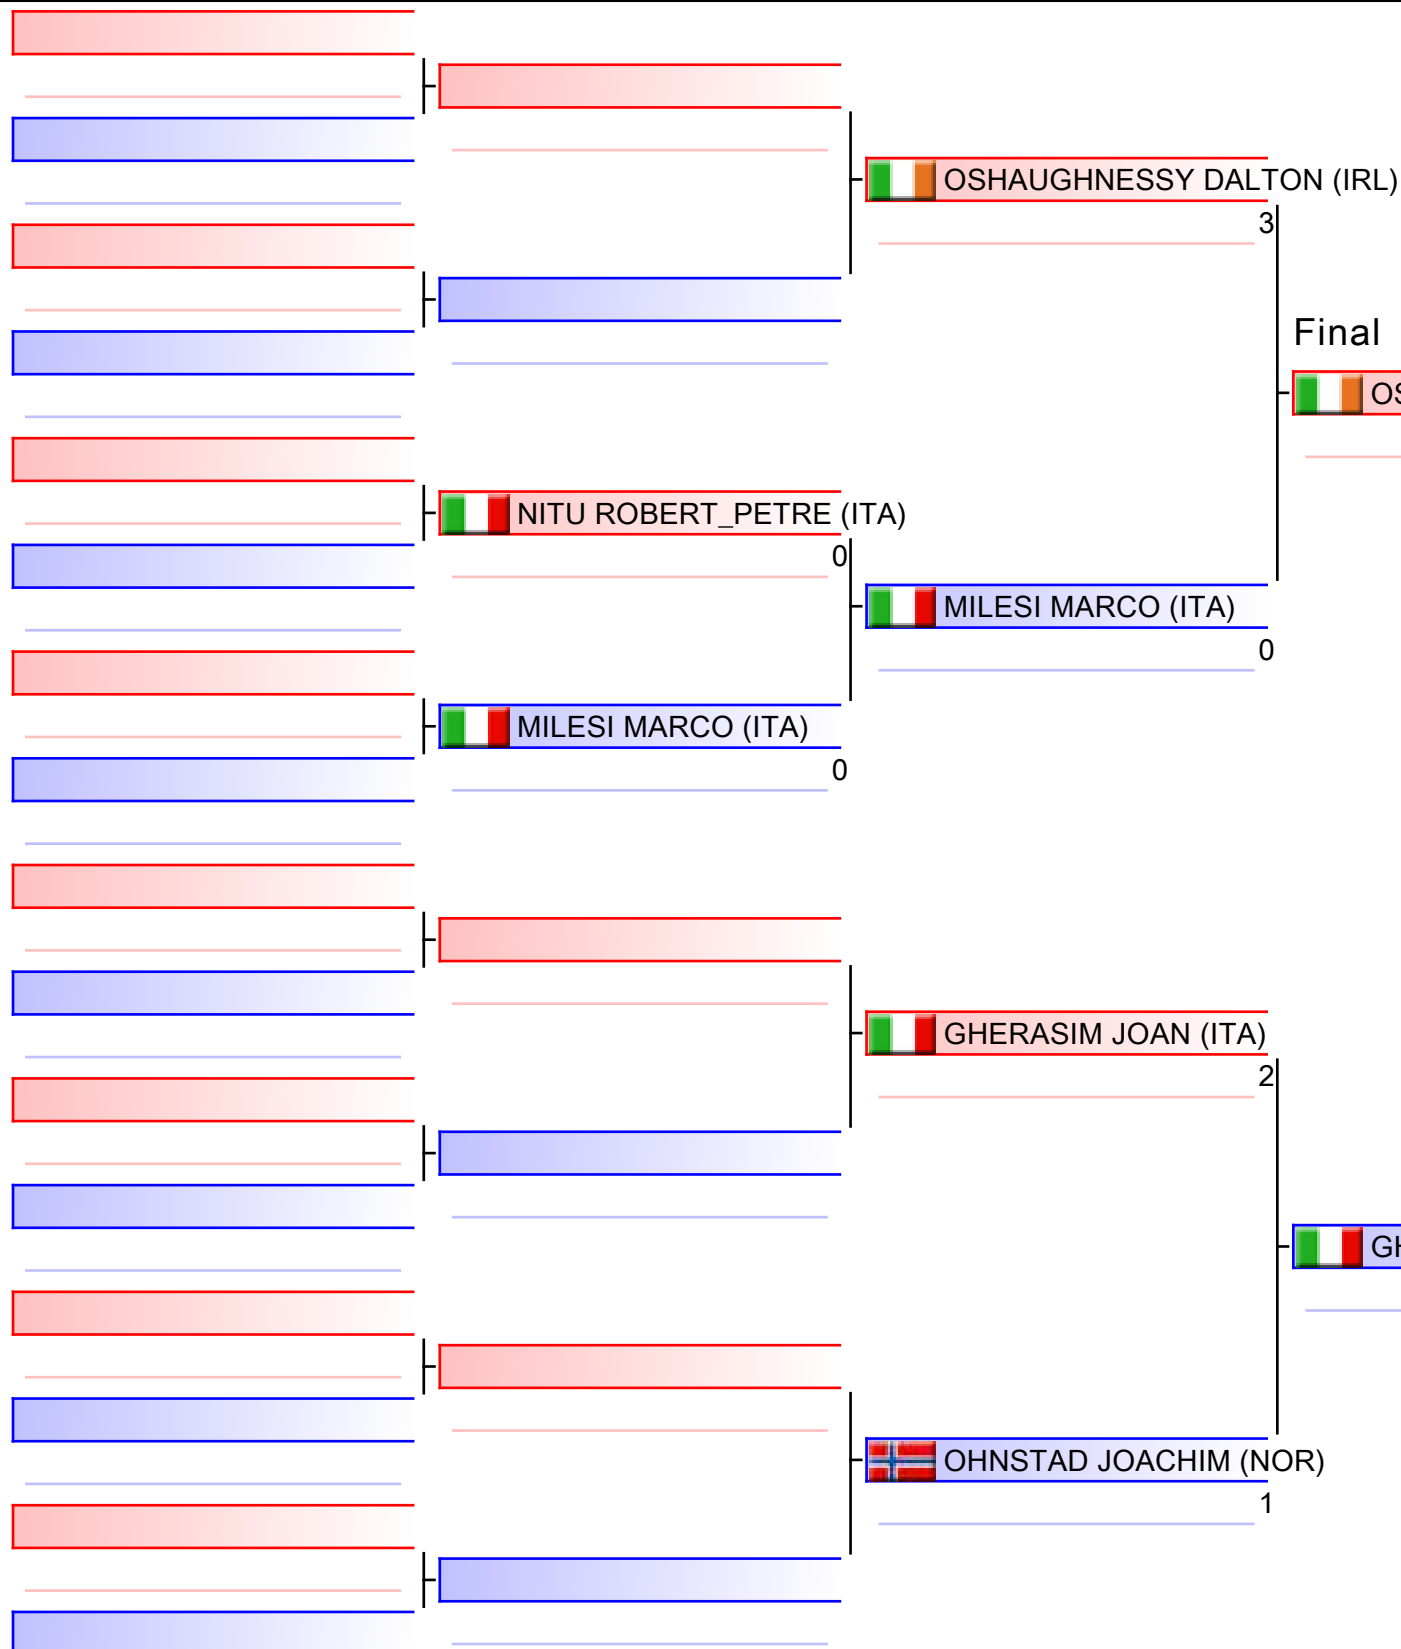 OSHAUGHNESSY DALTON (IRL)
3
Final
NITU ROBERT_PETRE (ITA)
0
MILESI MARCO (ITA)
0
MILESI MARCO (ITA)
0
GHERASIM JOAN (ITA)
2
OHNSTAD JOACHIM (NOR)
1